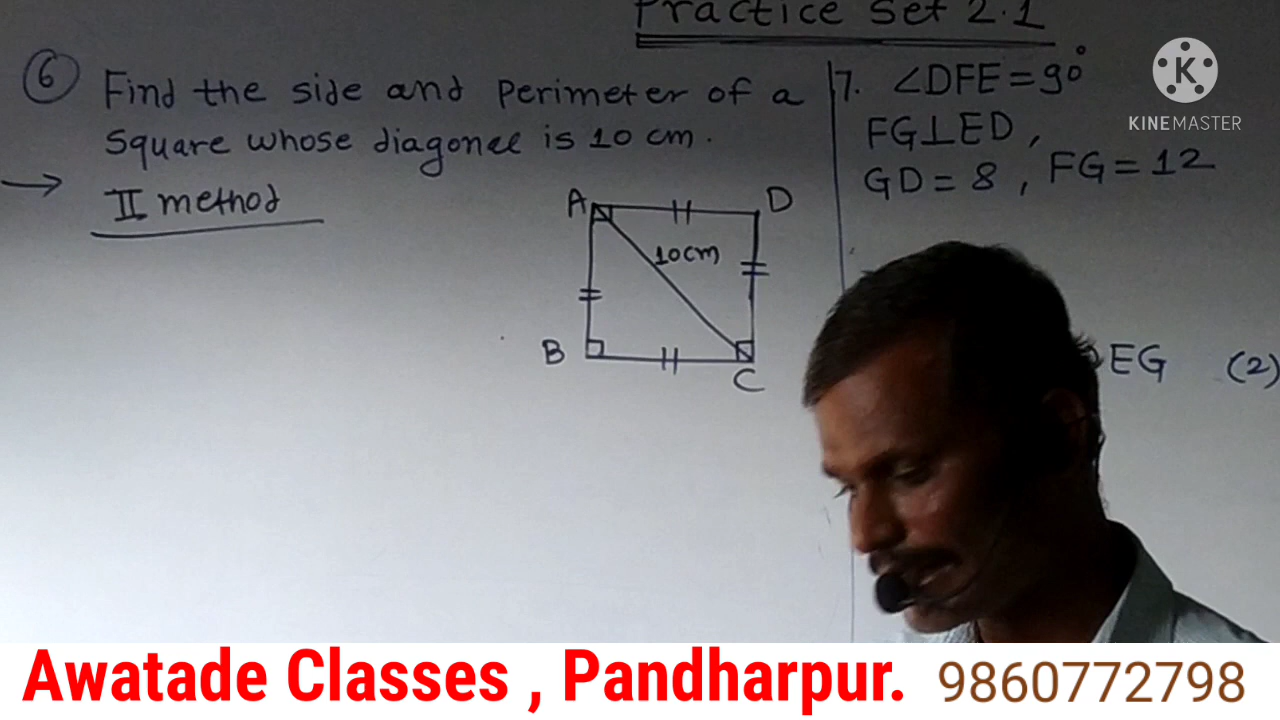 Practice Set 2.1
6 Find the side and perimeter of a
square whose diagonel is 10 cm.
→ II method
A D
10cm
B C
7. ∠DFE = 90°
FG⊥ED,
GD = 8, FG = 12
EG (2)
KINEMASTER
Awatade Classes , Pandharpur. 9860772798